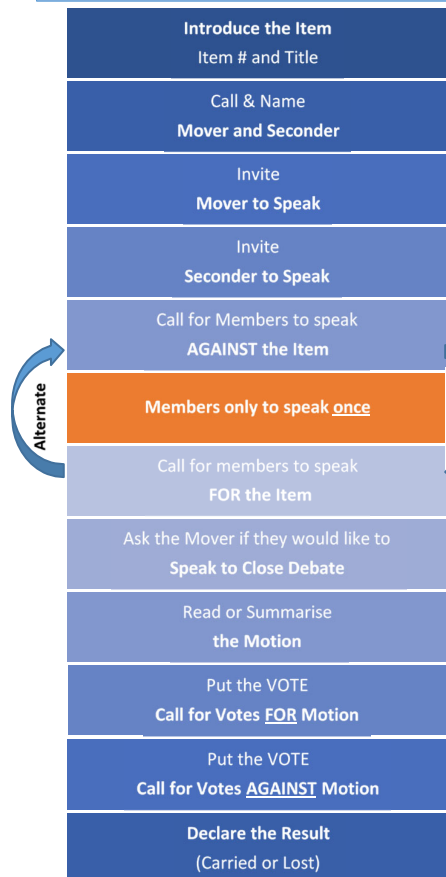 Introduce the Item
Item # and Title
Call & Name
Mover and Seconder
Invite
Mover to Speak
Invite
Seconder to Speak
Call for Members to speak
AGAINST the Item
Alternate
Members only to speak once
Call for members to speak
FOR the Item
Ask the Mover if they would like to
Speak to Close Debate
Read or Summarise
the Motion
Put the VOTE
Call for Votes FOR Motion
Put the VOTE
Call for Votes AGAINST Motion
Declare the Result
(Carried or Lost)